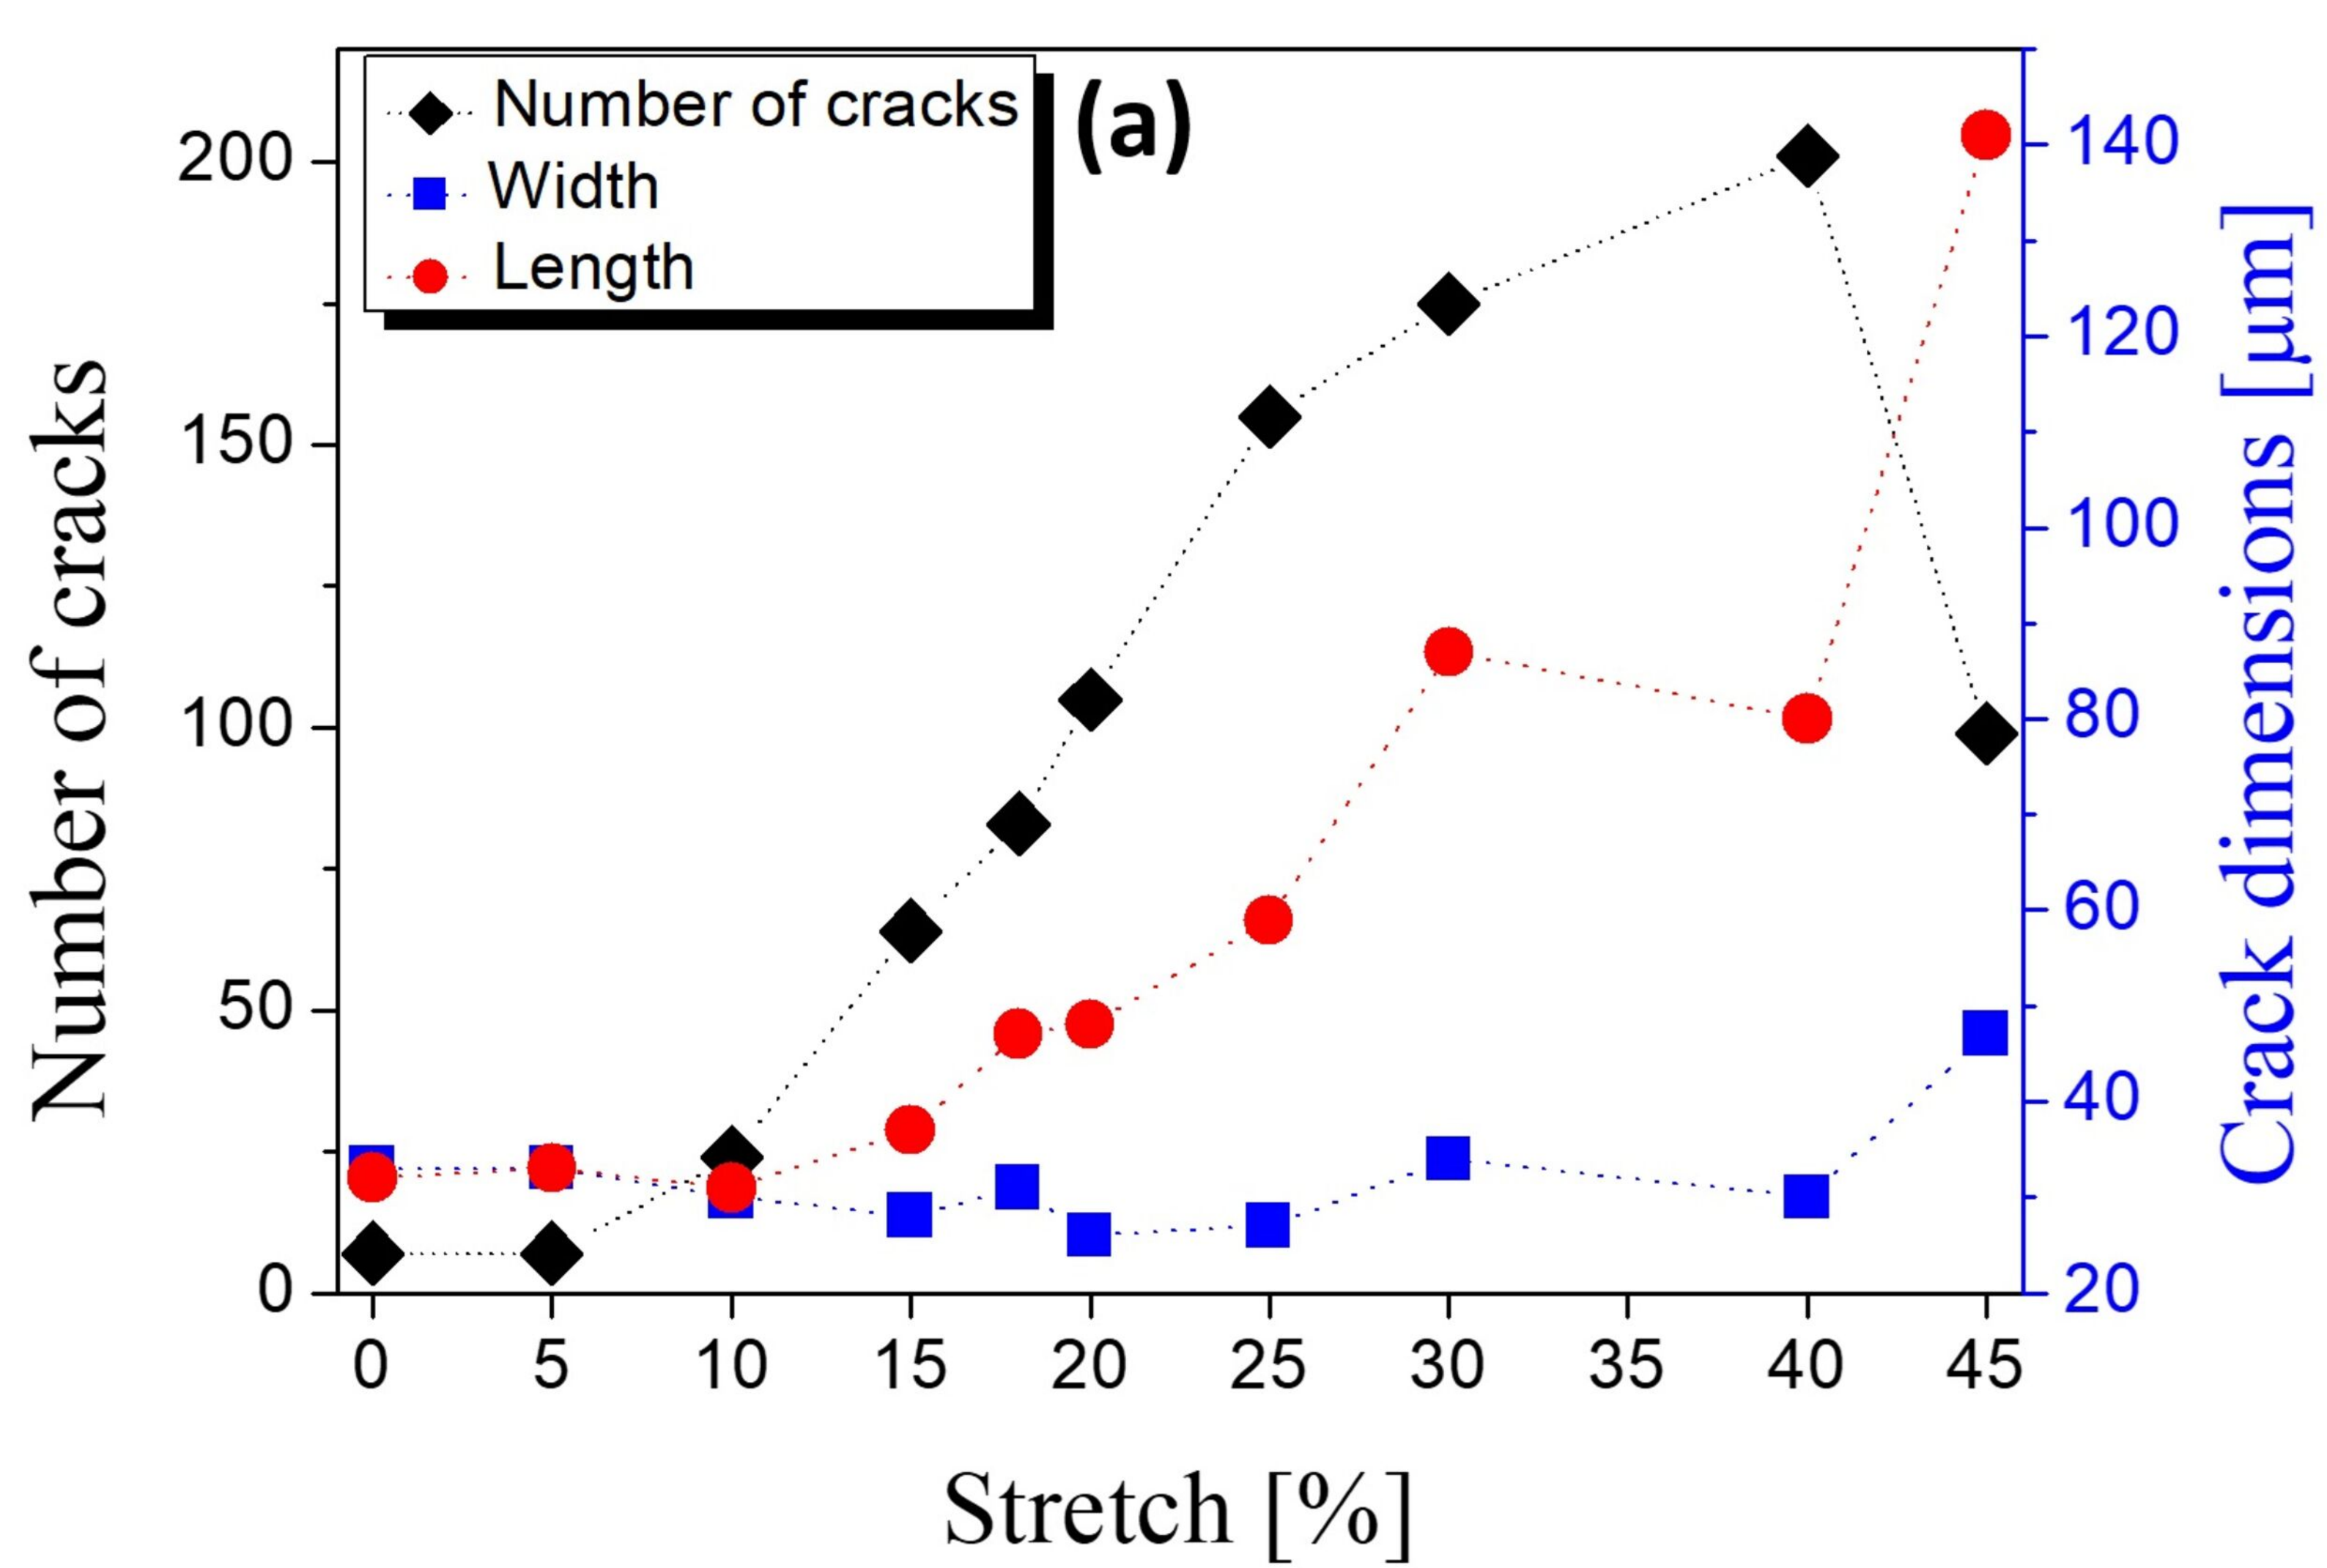 Number of cracks
Width
Length
(a)
200
150
100
50
0
Number of cracks
140
120
100
80
60
40
20
Crack dimensions [μm]
0 5 10 15 20 25 30 35 40 45
Stretch [%]